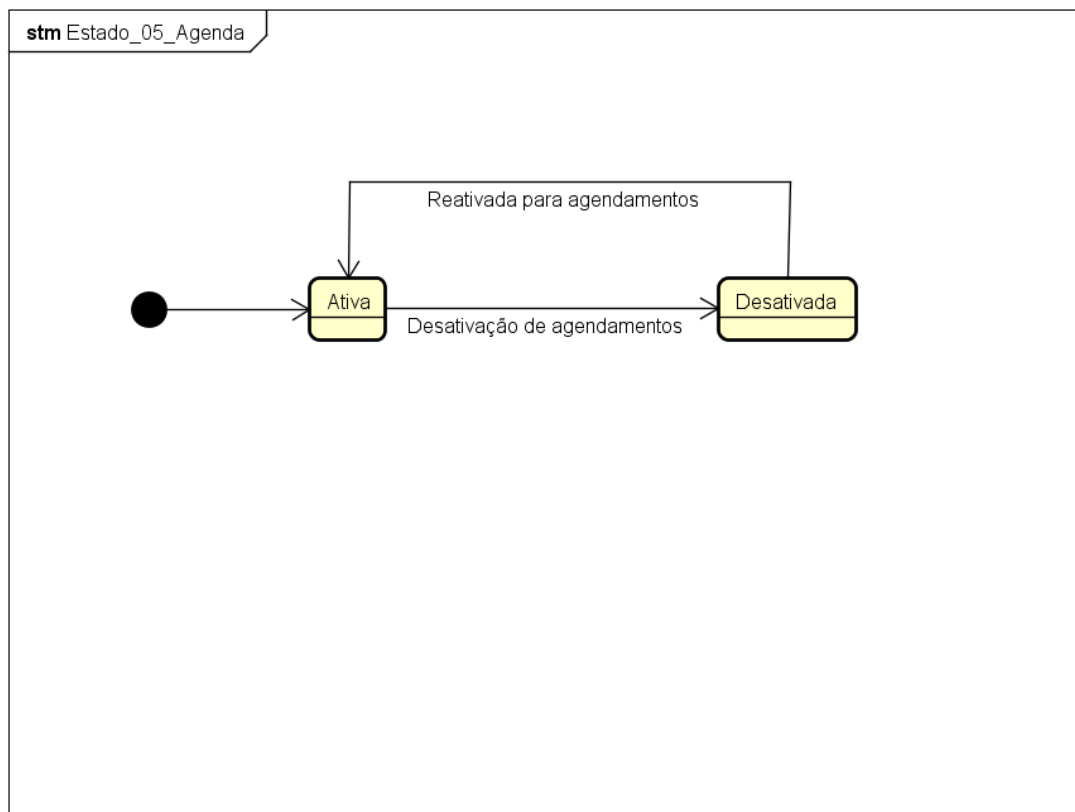 stm Estado_05_Agenda
Reativada para agendamentos
Ativa
Desativada
Desativação de agendamentos